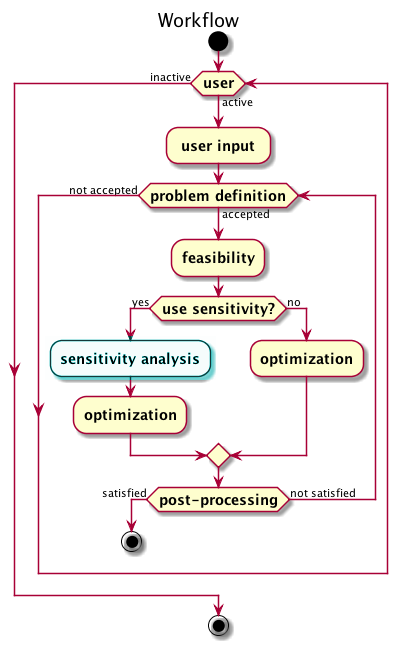 Workflow
inactive
user
active
user input
not accepted
problem definition
accepted
feasibility
yes
use sensitivity?
no
sensitivity analysis
optimization
optimization
satisfied
post-processing
not satisfied